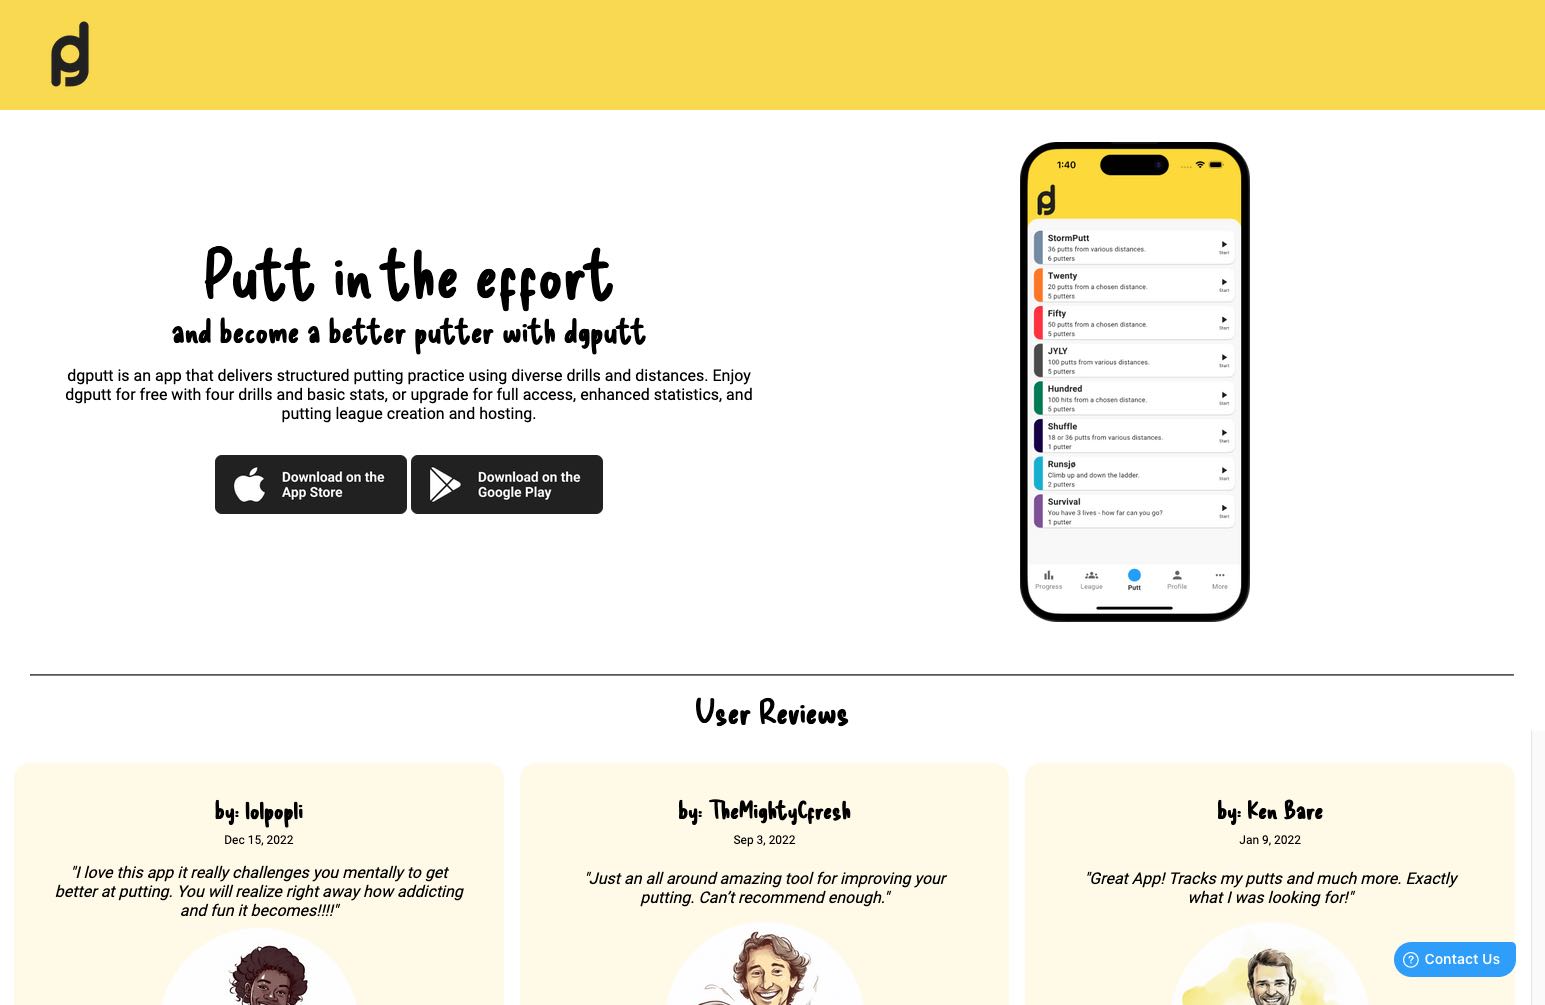 Putt in the effort
and become a better putter with dgputt
dgputt is an app that delivers structured putting practice using diverse drills and distances. Enjoy
dgputt for free with four drills and basic stats, or upgrade for full access, enhanced statistics, and
putting league creation and hosting.
Download on the
App Store
Download on the
Google Play
1:40
StormPutt
36 putts from various distances.
6 putters
Start
Twenty
20 putts from a chosen distance.
5 putters
Start
Fifty
50 putts from a chosen distance.
5 putters
Start
JYLY
100 putts from various distances.
5 putters
Start
Hundred
100 hits from a chosen distance.
5 putters
Start
Shuffle
18 or 36 putts from various distances.
1 putter
Start
Runsjø
Climb up and down the ladder.
2 putters
Start
Survival
You have 3 lives - how far can you go?
1 putter
Start
Progress
League
Putt
Profile
More
User Reviews
by: lolpopli
Dec 15, 2022
"I love this app it really challenges you mentally to get
better at putting. You will realize right away how addicting
and fun it becomes!!!!"
by: TheMightyCfresh
Sep 3, 2022
"Just an all around amazing tool for improving your
putting. Can’t recommend enough."
by: Ken Bare
Jan 9, 2022
"Great App! Tracks my putts and much more. Exactly
what I was looking for!"
Contact Us